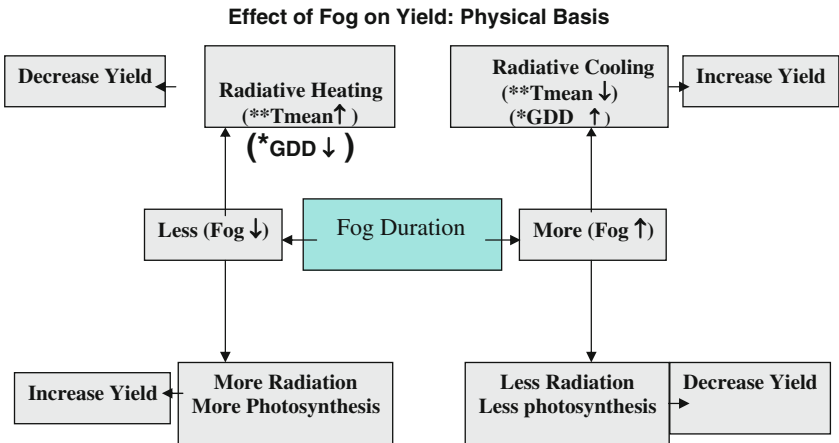 Effect of Fog on Yield: Physical Basis
Decrease Yield
Radiative Heating
(**Tmean↑)
(*GDD ↓)
Radiative Cooling
(**Tmean ↓)
(*GDD ↑)
Increase Yield
Less (Fog ↓)
Fog Duration
More (Fog ↑)
Increase Yield
More Radiation
More Photosynthesis
Less Radiation
Less photosynthesis
Decrease Yield